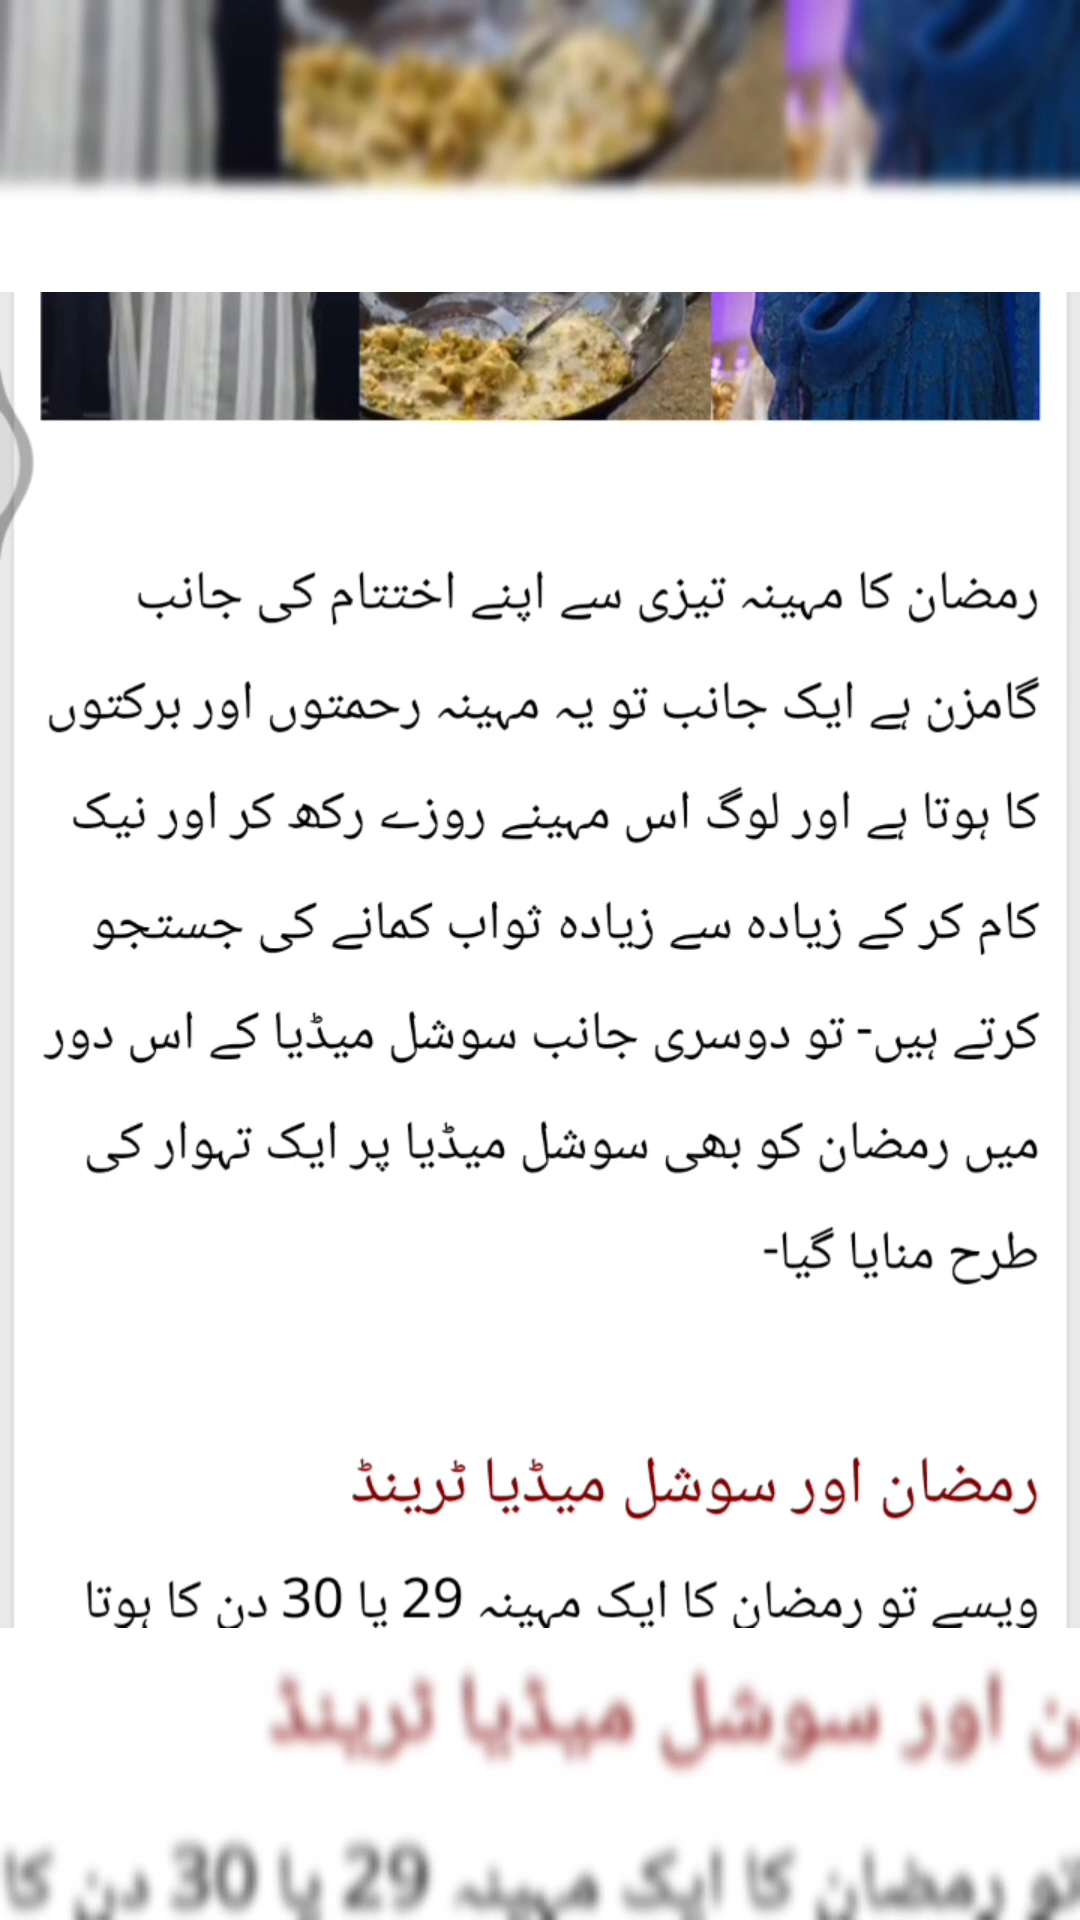 رمضان کا مہینہ تیزی سے اپنے اختتام کی جانب
گامزن ہے ایک جانب تو یہ مہینہ رحمتوں اور برکتوں
کا ہوتا ہے اور لوگ اس مہینے روزے رکھ کر اور نیک
کام کر کے زیادہ سے زیادہ ثواب کمانے کی جستجو
کرتے ہیں- تو دوسری جانب سوشل میڈیا کے اس دور
میں رمضان کو بھی سوشل میڈیا پر ایک تہوار کی
طرح منایا گیا-
رمضان اور سوشل میڈیا ٹرینڈ
ویسے تو رمضان کا ایک مہینہ 29 یا 30 دن کا ہوتا
ن اور سوشل میڈیا ٹرینڈ
تو رمضان کا ایک مہینہ 29 یا 30 دن کا